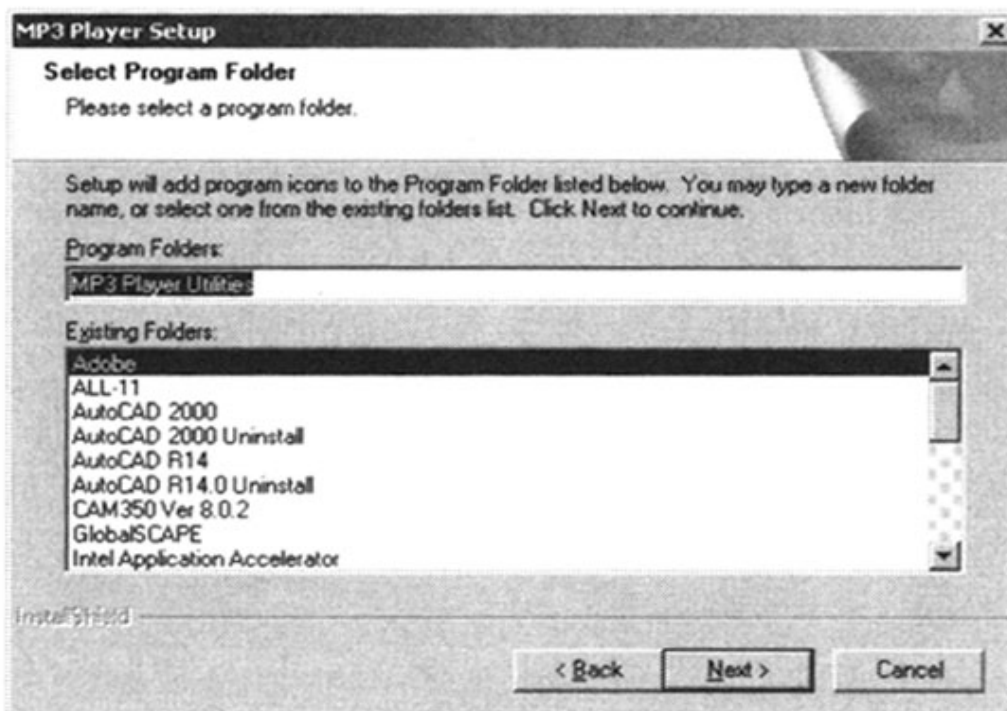 MP3 Player Setup
Select Program Folder
Please select a program folder.
Setup will add program icons to the Program Folder listed below. You may type a new folder
name, or select one from the existing folders list. Click Next to continue.
Program Folders:
MP3 Player Utilities
Existing Folders:
Adobe
ALL-11
AutoCAD 2000
AutoCAD 2000 Uninstall
AutoCAD R14
AutoCAD R14.0 Uninstall
CAM350 Ver 8.0.2
GlobalSCAPE
Intel Application Accelerator
InstallShield
< Back Next > Cancel